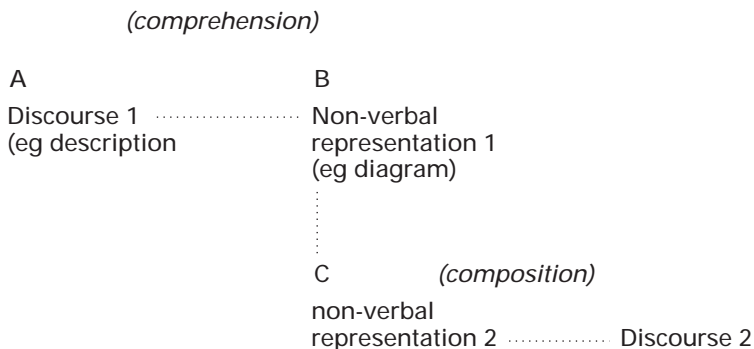 (comprehension)
A B
Discourse 1 Non-verbal
(eg description representation 1
(eg diagram)
C (composition)
non-verbal
representation 2 Discourse 2